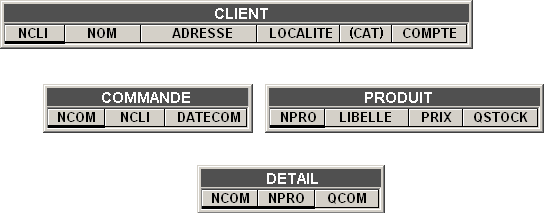 CLIENT
NCLI NOM ADRESSE LOCALITE (CAT) COMPTE
COMMANDE
NCOM NCLI DATECOM
PRODUIT
NPRO LIBELLE PRIX QSTOCK
DETAIL
NCOM NPRO QCOM